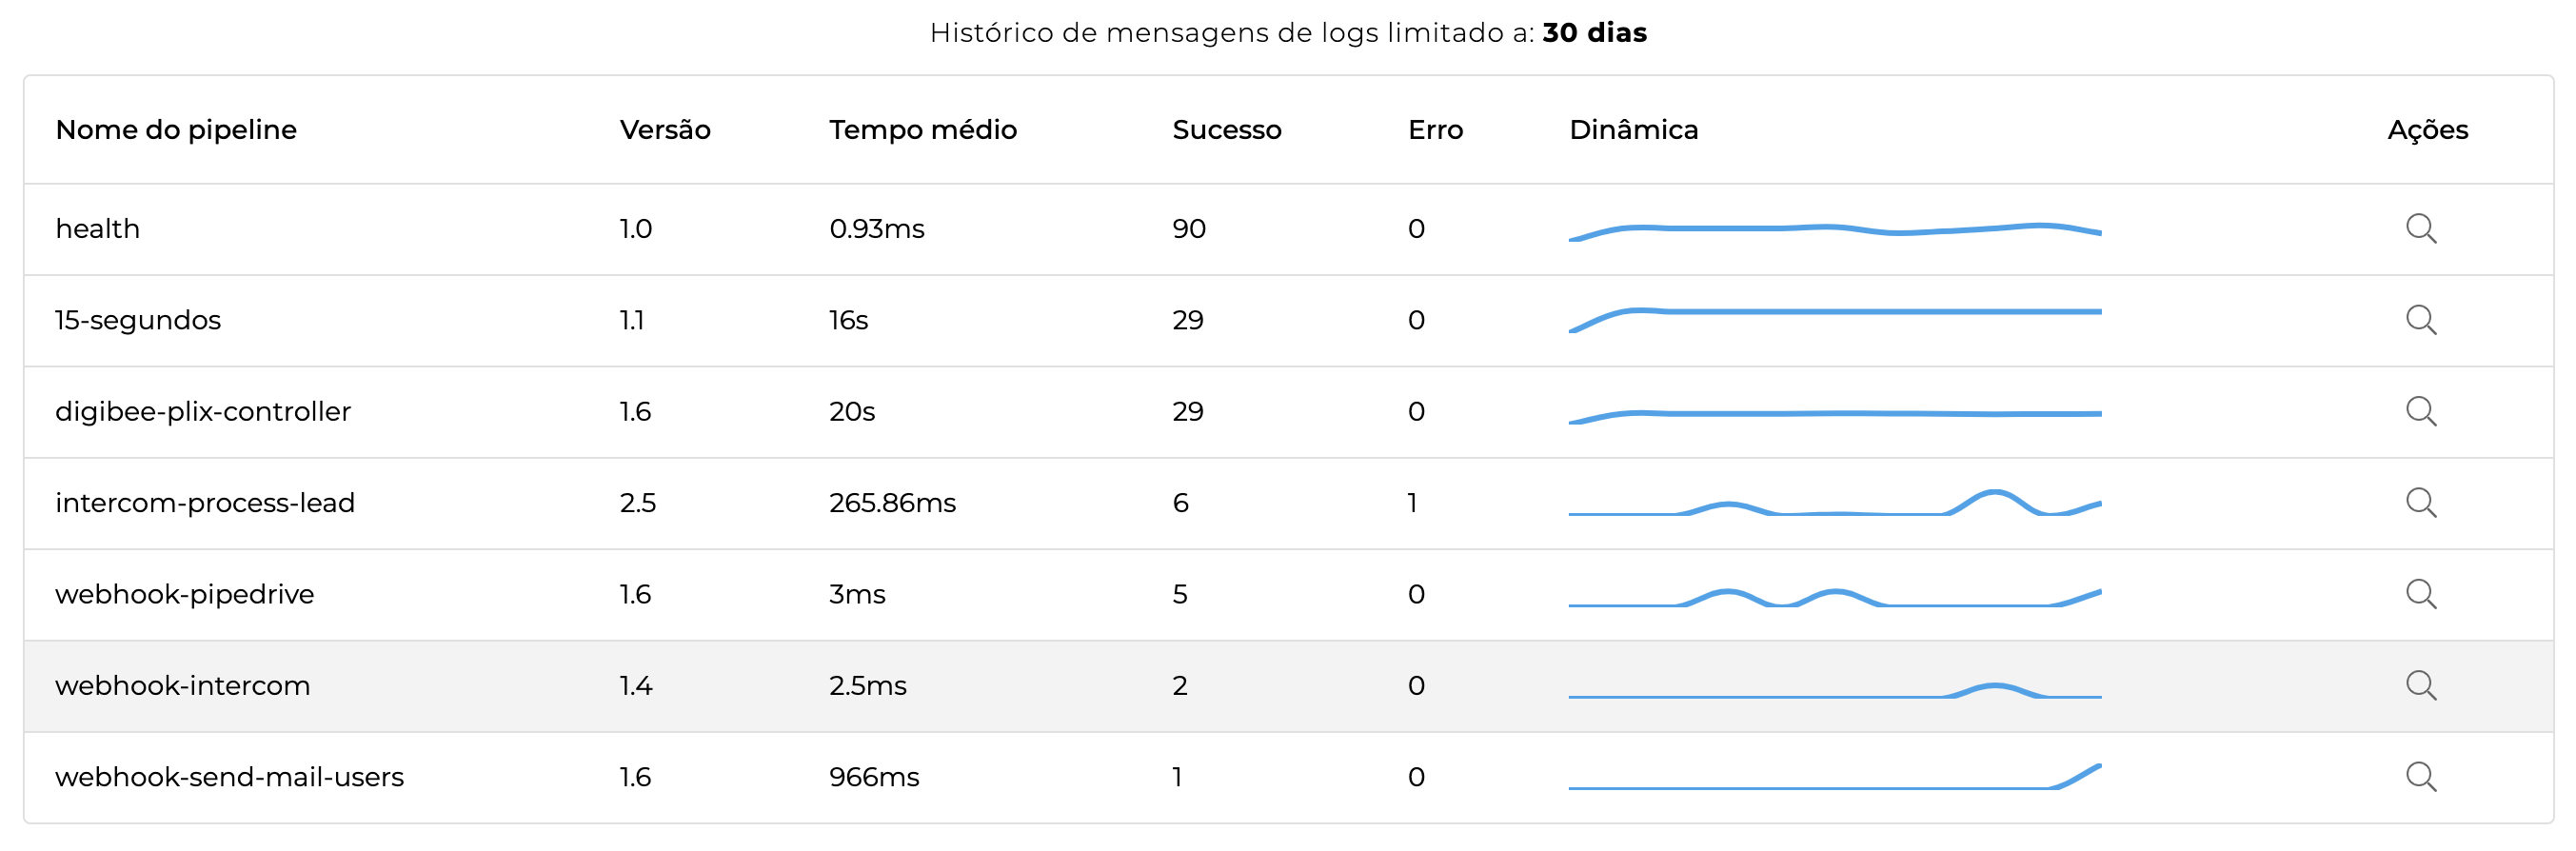 Histórico de mensagens de logs limitado a: 30 dias
Nome do pipeline Versão Tempo médio Sucesso Erro Dinâmica Ações
health 1.0 0.93ms 90 0
15-segundos 1.1 16s 29 0
digibee-plix-controller 1.6 20s 29 0
intercom-process-lead 2.5 265.86ms 6 1
webhook-pipedrive 1.6 3ms 5 0
webhook-intercom 1.4 2.5ms 2 0
webhook-send-mail-users 1.6 966ms 1 0